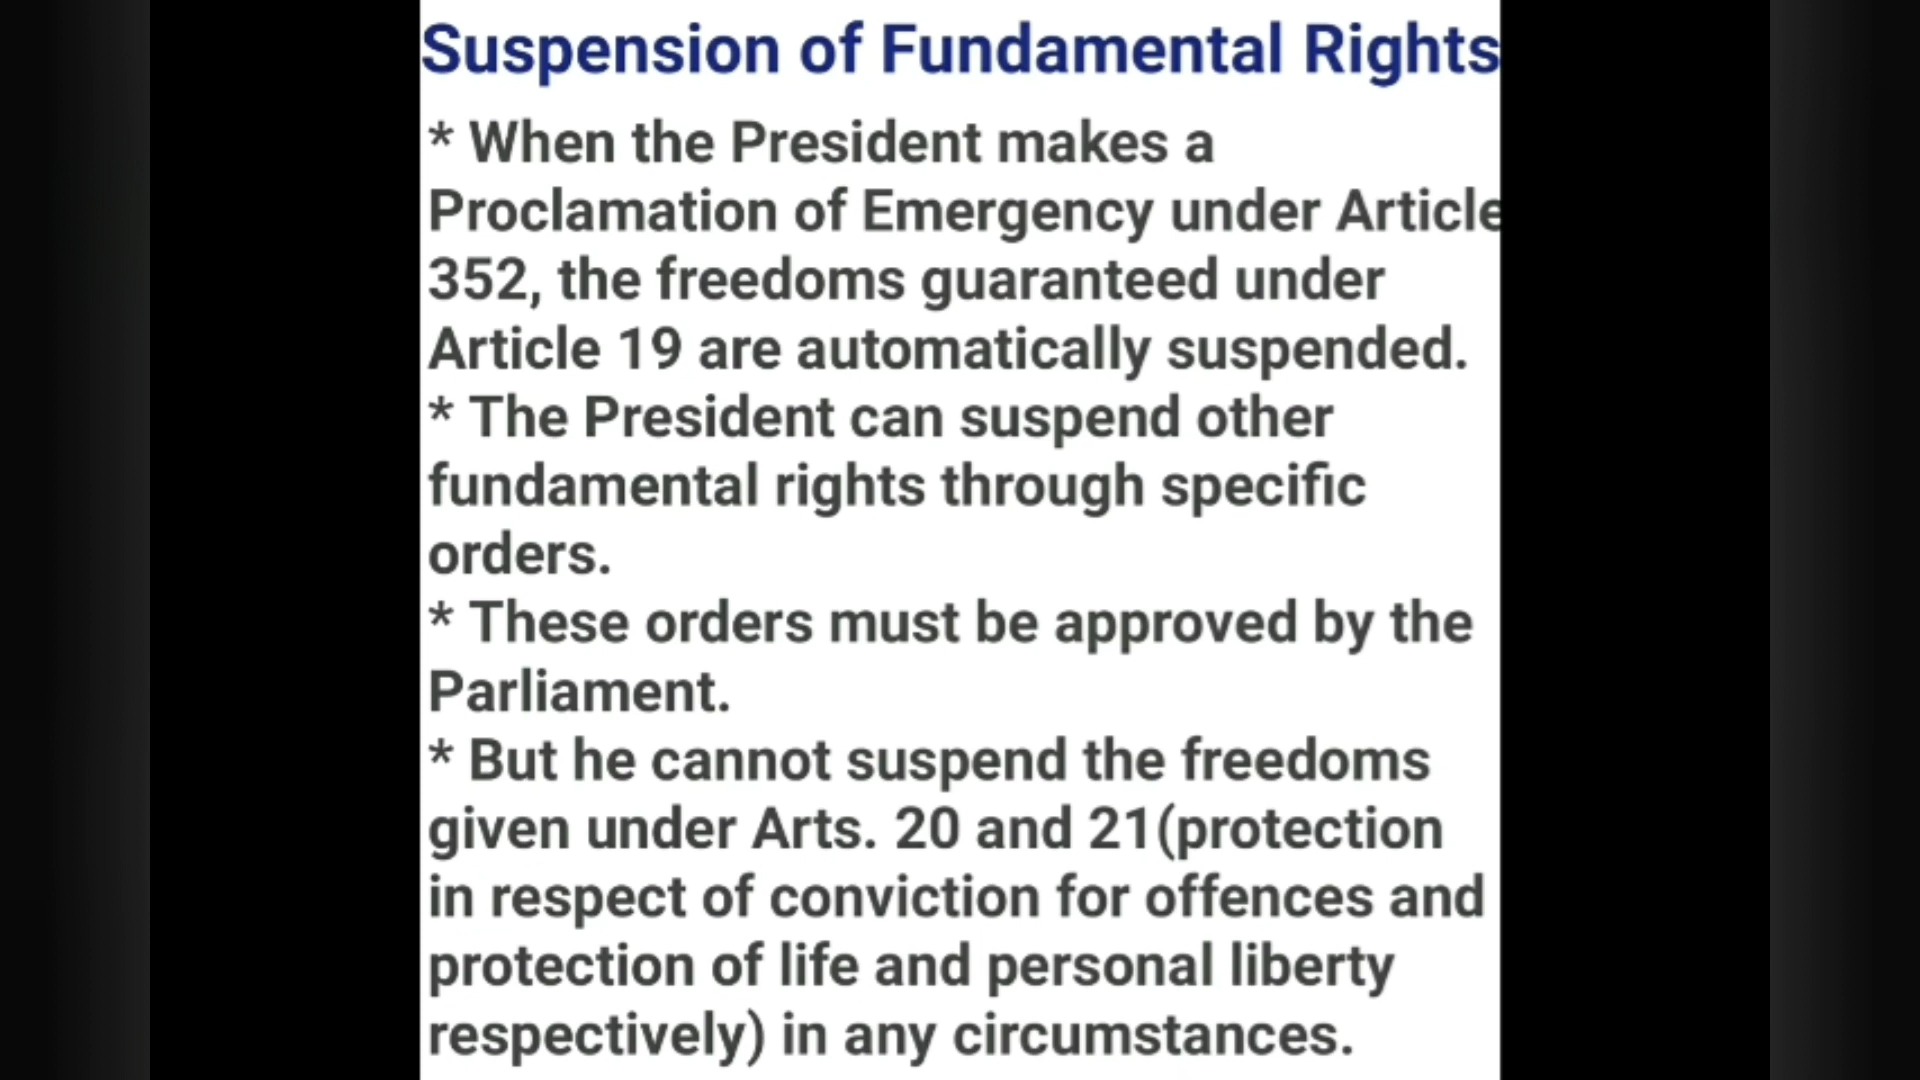 Suspension of Fundamental Rights
* When the President makes a
Proclamation of Emergency under Article
352, the freedoms guaranteed under
Article 19 are automatically suspended.
* The President can suspend other
fundamental rights through specific
orders.
* These orders must be approved by the
Parliament.
* But he cannot suspend the freedoms
given under Arts. 20 and 21(protection
in respect of conviction for offences and
protection of life and personal liberty
respectively) in any circumstances.